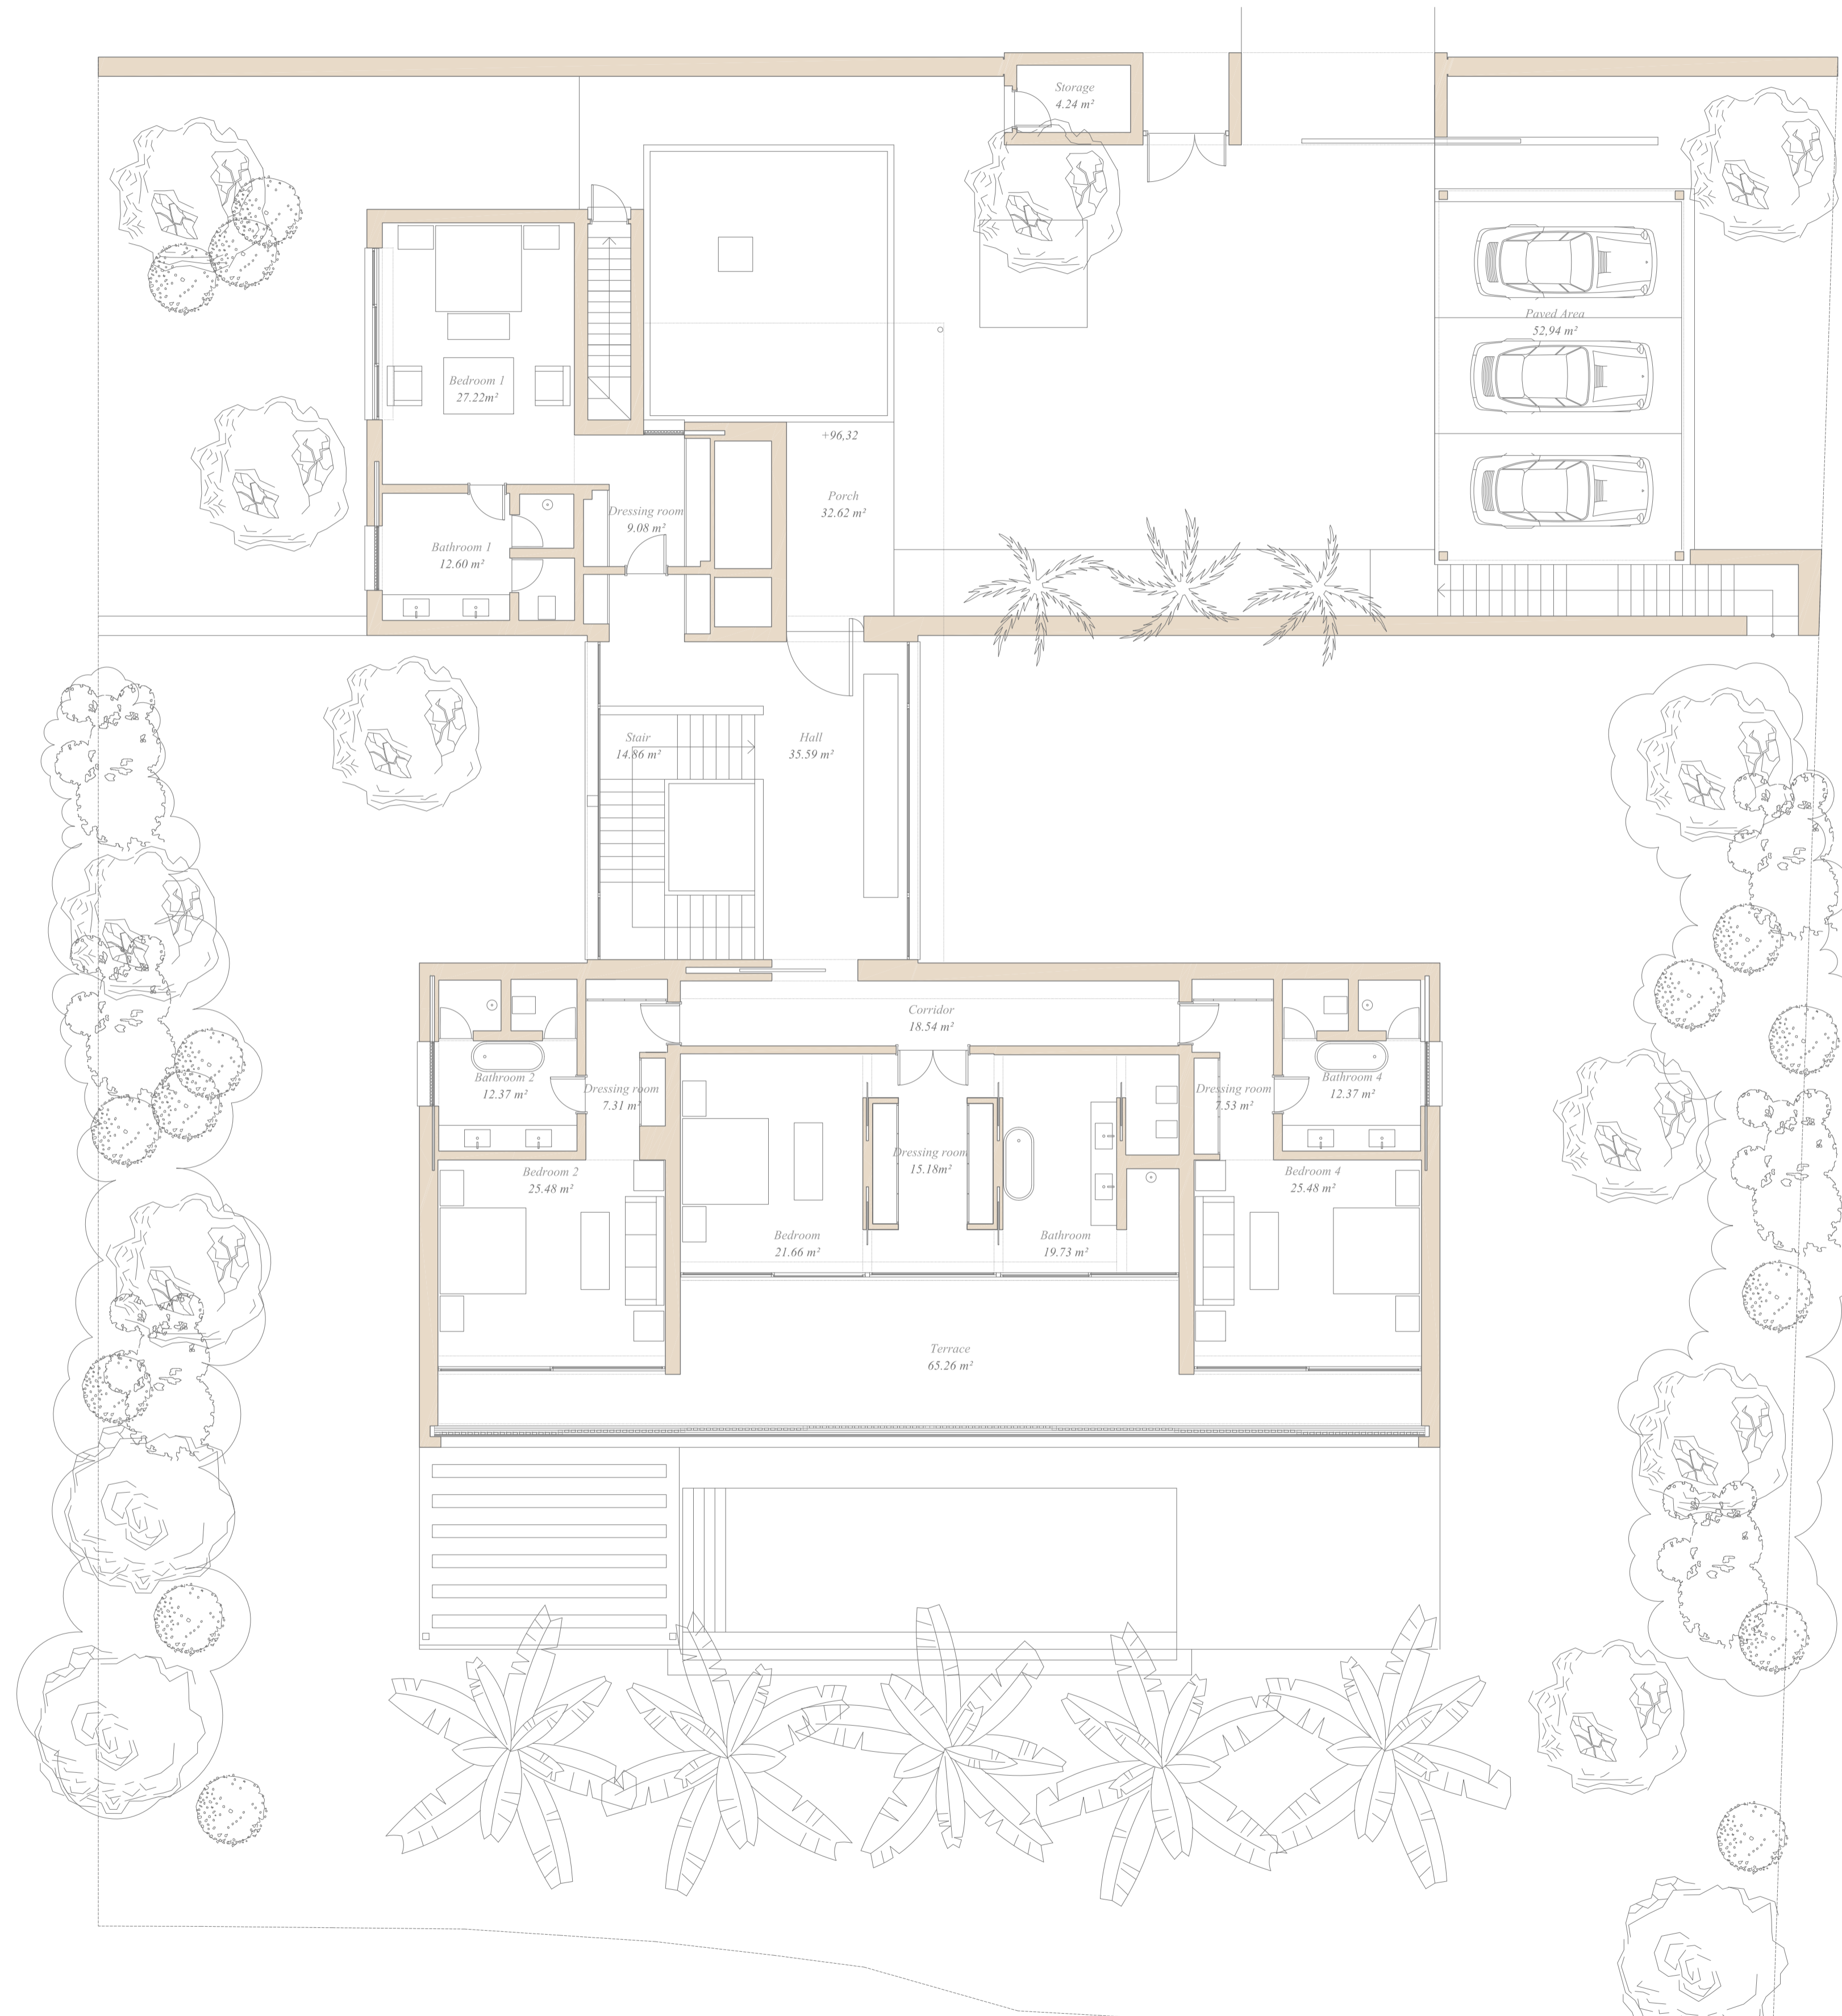 Storage
4.24 m²
Paved Area
52,94 m²
Bedroom 1
27.22m²
+96,32
Porch
32.62 m²
Dressing room
9.08 m²
Bathroom 1
12.60 m²
Stair
14.86 m²
Hall
35.59 m²
Corridor
18.54 m²
Bathroom 2
12.37 m²
Dressing room
7.31 m²
Dressing room
7.53 m²
Bathroom 4
12.37 m²
Dressing room
15.18m²
Bedroom 2
25.48 m²
Bedroom 4
25.48 m²
Bedroom
21.66 m²
Bathroom
19.73 m²
Terrace
65.26 m²